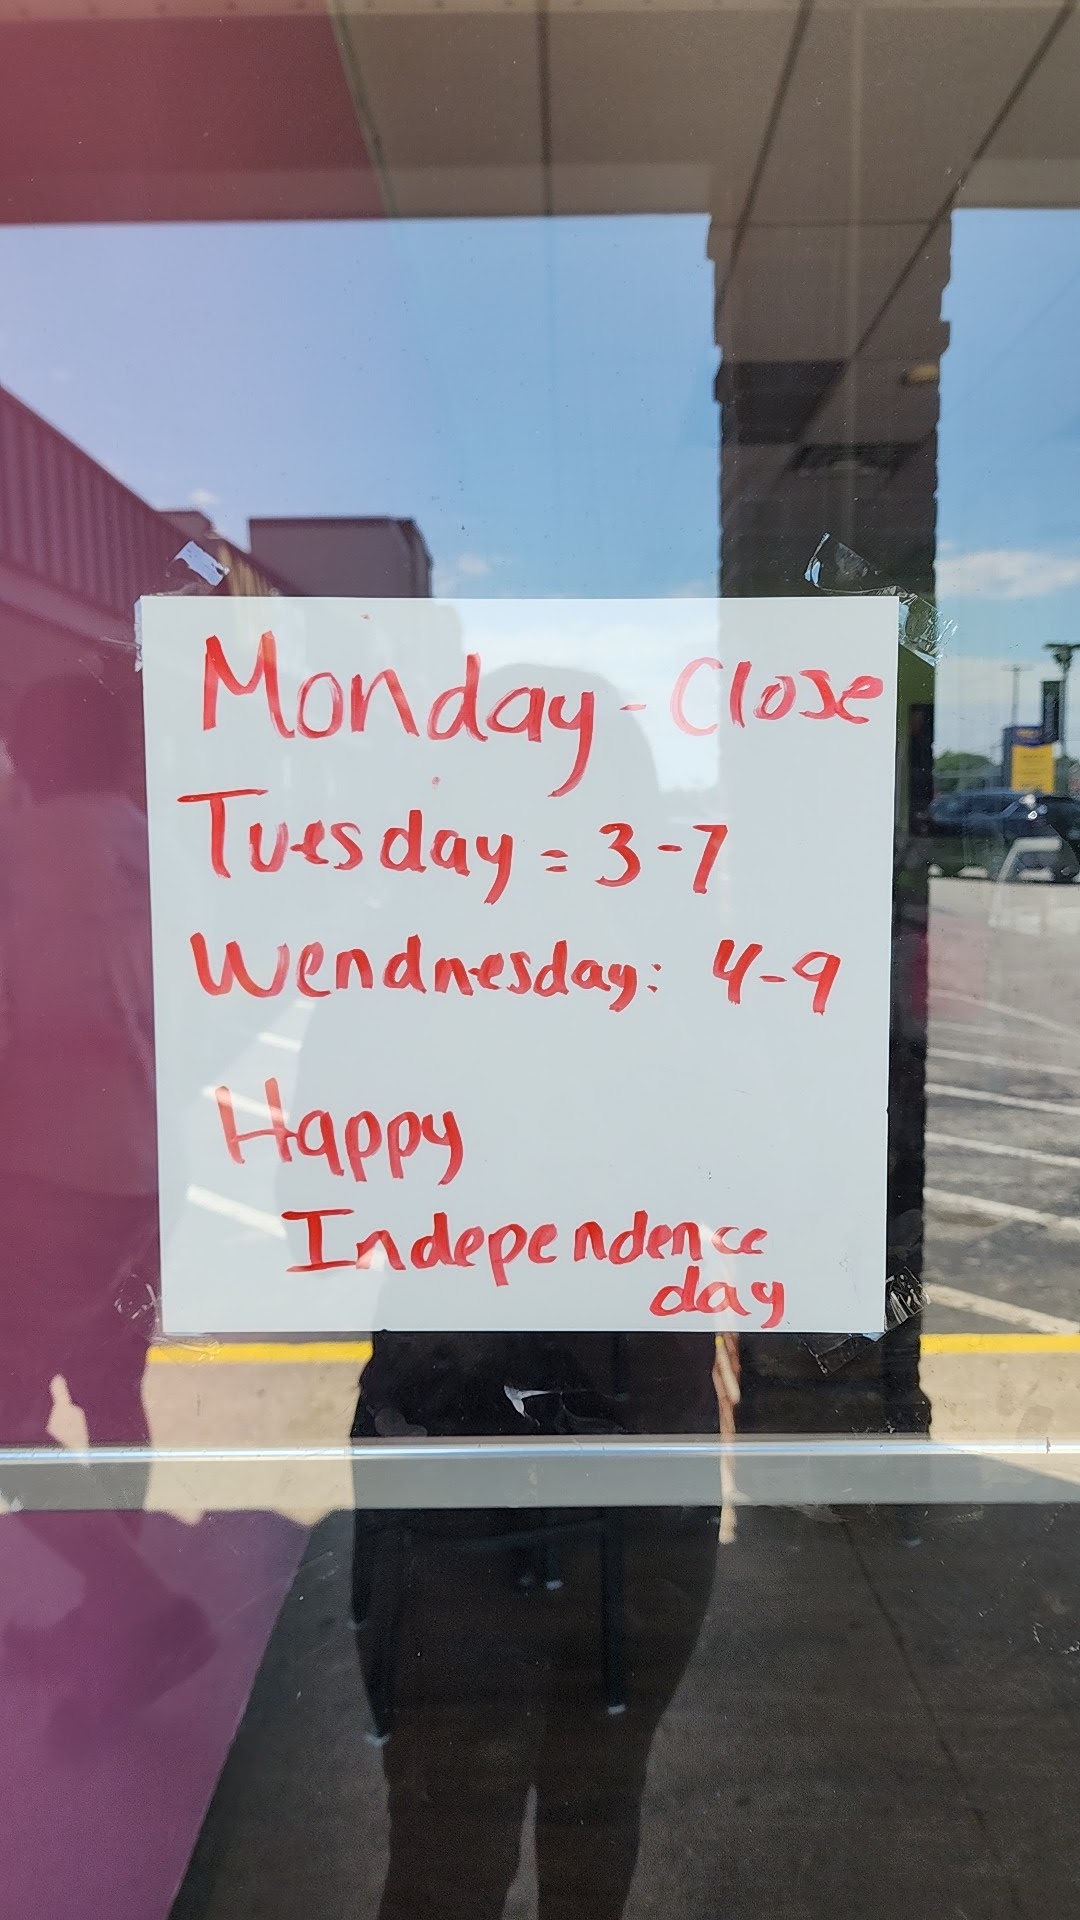 Monday - Close
Tuesday = 3-7
Wendnesday: 4-9
Happy
Independence
day